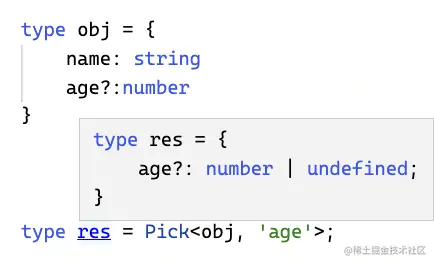 type obj = {
name: string
age?:number
}
type res = {
age?: number | undefined;
}
type res = Pick<obj, 'age'>;
@稀土掘金技术社区